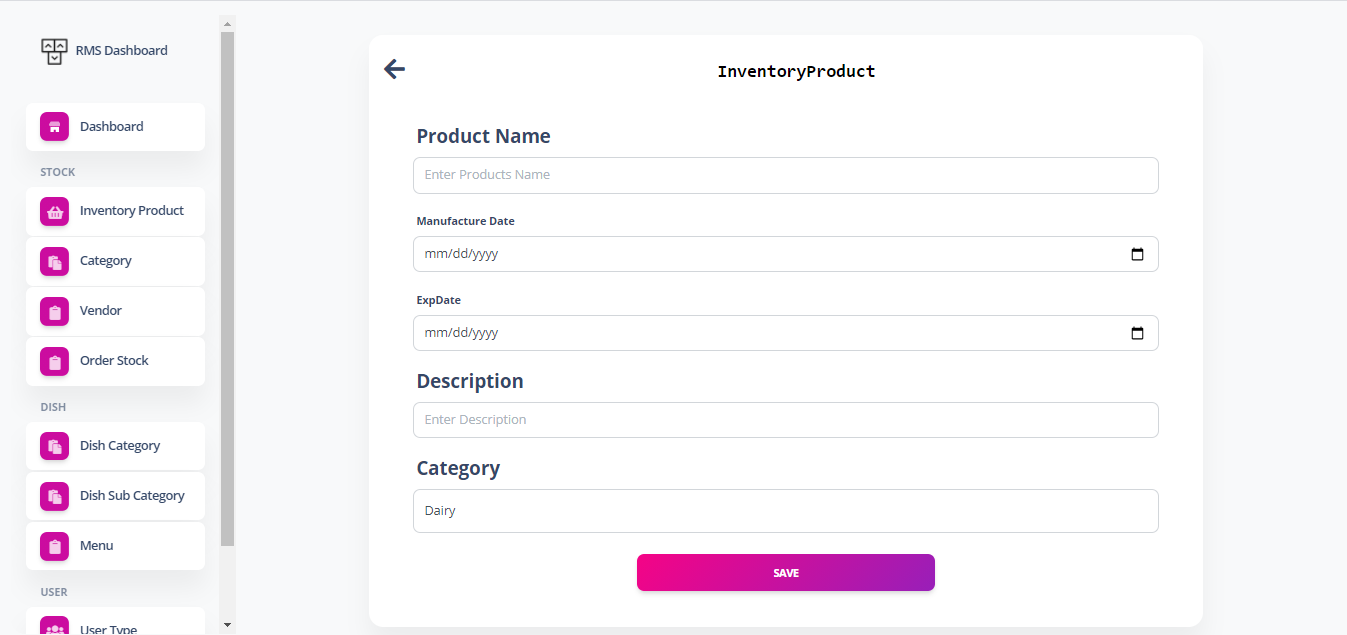 RMS Dashboard
Dashboard
STOCK
Inventory Product
Category
Vendor
Order Stock
DISH
Dish Category
Dish Sub Category
Menu
USER
User Type
InventoryProduct
Product Name
Enter Products Name
Manufacture Date
mm/dd/yyyy
ExpDate
mm/dd/yyyy
Description
Enter Description
Category
Dairy
SAVE